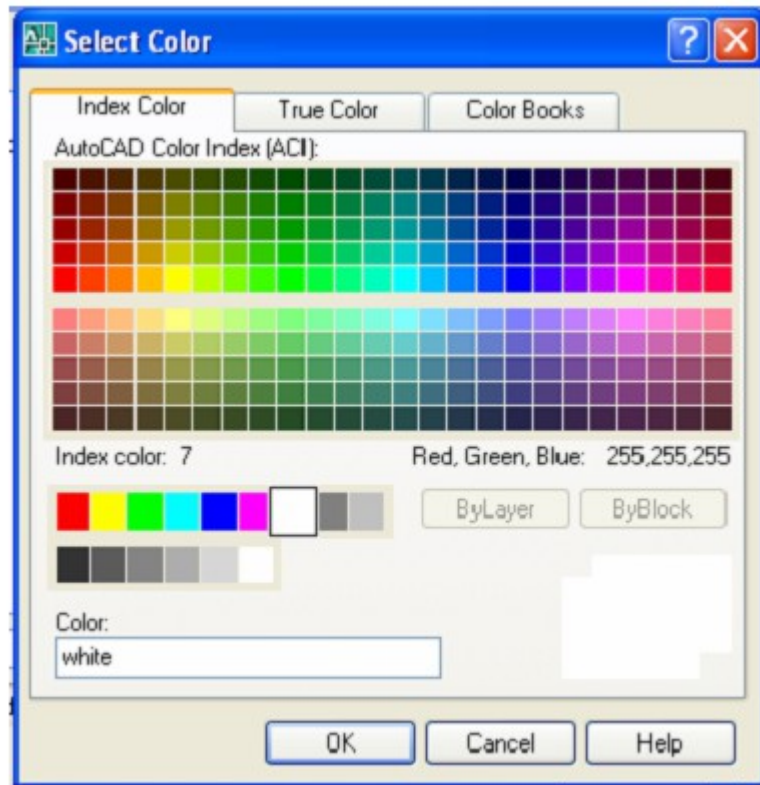 Select Color
Index Color True Color Color Books
AutoCAD Color Index (ACI):
Index color: 7 Red, Green, Blue: 255,255,255
ByLayer ByBlock
Color:
white
OK Cancel Help